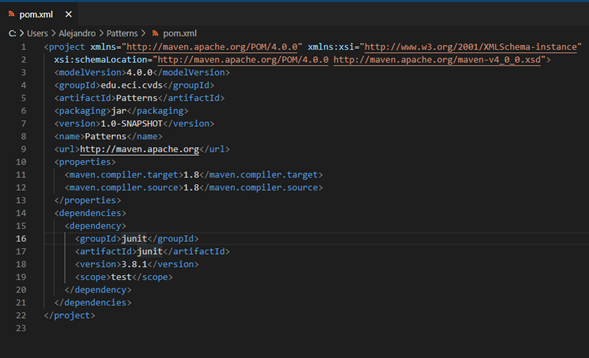 pom.xml ×
C: > Users > Alejandro > Patterns > pom.xml
1 <project xmlns="http://maven.apache.org/POM/4.0.0" xmlns:xsi="http://www.w3.org/2001/XMLSchema-instance"
2 xsi:schemaLocation="http://maven.apache.org/POM/4.0.0 http://maven.apache.org/maven-v4_0_0.xsd">
3 <modelVersion>4.0.0</modelVersion>
4 <groupId>edu.eci.cvds</groupId>
5 <artifactId>Patterns</artifactId>
6 <packaging>jar</packaging>
7 <version>1.0-SNAPSHOT</version>
8 <name>Patterns</name>
9 <url>http://maven.apache.org</url>
10 <properties>
11 <maven.compiler.target>1.8</maven.compiler.target>
12 <maven.compiler.source>1.8</maven.compiler.source>
13 </properties>
14 <dependencies>
15 <dependency>
16 <groupId>junit</groupId>
17 <artifactId>junit</artifactId>
18 <version>3.8.1</version>
19 <scope>test</scope>
20 </dependency>
21 </dependencies>
22 </project>
23